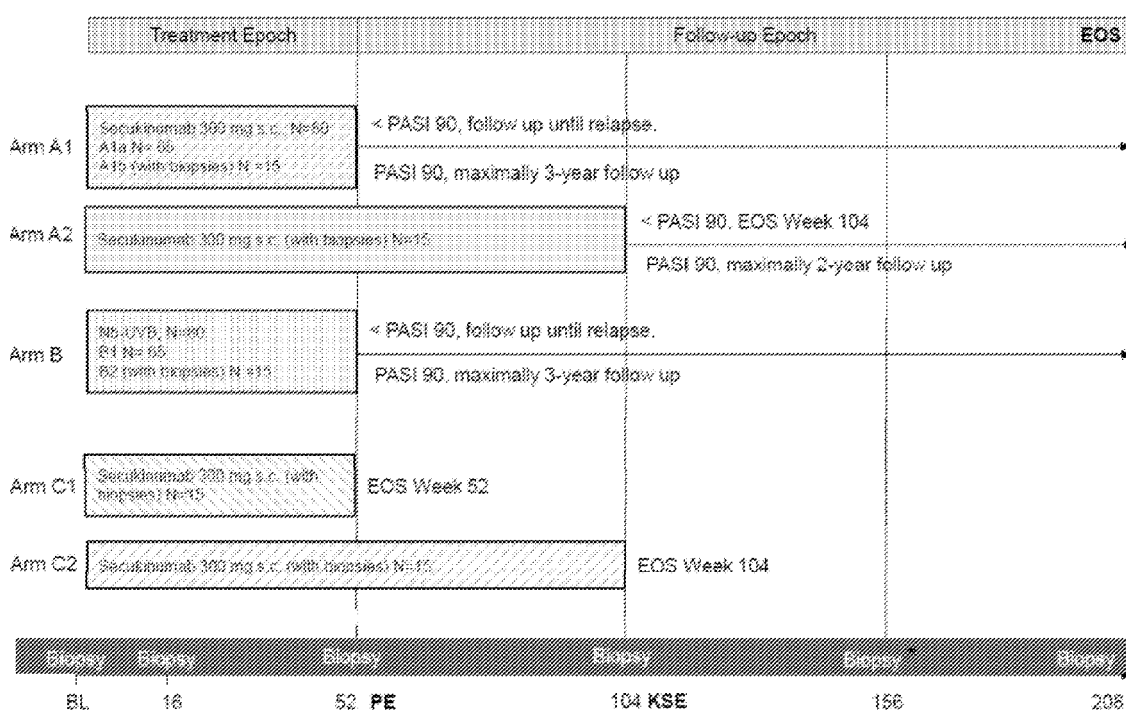 Treatment Epoch
Follow-up Epoch
EOS
Arm A1
Secukinumab 300 mg s.c., N=80
A1a N= 65
A1b (with biopsies) N =15
< PASI 90, follow up until relapse.
PASI 90, maximally 3-year follow up
Arm A2
Secukinumab 300 mg s.c. (with biopsies) N=15
< PASI 90, EOS Week 104
PASI 90, maximally 2-year follow up
Arm B
Nb-UVB, N=80
B1 N= 65
B2 (with biopsies) N =15
< PASI 90, follow up until relapse.
PASI 90, maximally 3-year follow up
Arm C1
Secukinumab 300 mg s.c. (with
biopsies) N=15
EOS Week 52
Arm C2
Secukinumab 300 mg s.c. (with biopsies) N=15
EOS Week 104
Biopsy Biopsy Biopsy Biopsy Biopsy * Biopsy
BL 16 52 PE 104 KSE 156 208